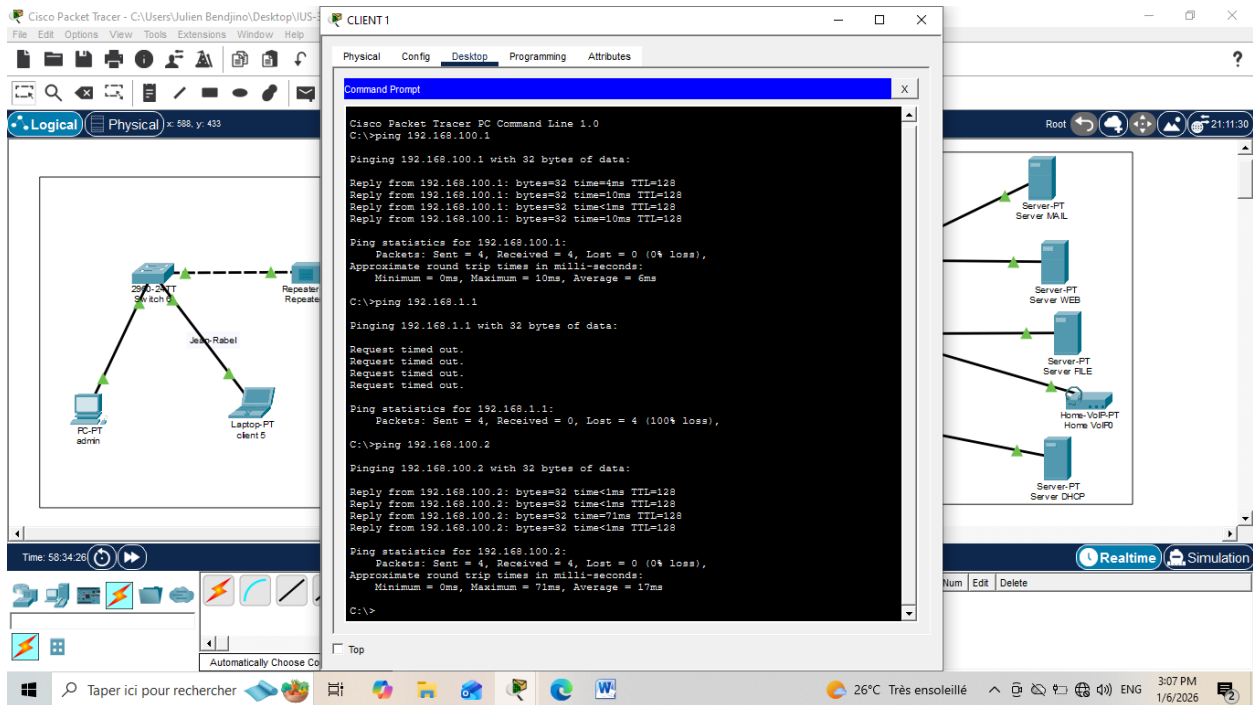 Cisco Packet Tracer - C:\Users\Julien Bendjino\Desktop\IUS-
File Edit Options View Tools Extensions Window Help
Logical
Physical
x: 588, y: 433
Root
21:11:30
CLIENT 1
Physical Config Desktop Programming Attributes
Command Prompt
X
Cisco Packet Tracer PC Command Line 1.0
C:\>ping 192.168.100.1
Pinging 192.168.100.1 with 32 bytes of data:
Reply from 192.168.100.1: bytes=32 time=4ms TTL=128
Reply from 192.168.100.1: bytes=32 time=10ms TTL=128
Reply from 192.168.100.1: bytes=32 time<1ms TTL=128
Reply from 192.168.100.1: bytes=32 time=10ms TTL=128
Ping statistics for 192.168.100.1:
Packets: Sent = 4, Received = 4, Lost = 0 (0% loss),
Approximate round trip times in milli-seconds:
Minimum = 0ms, Maximum = 10ms, Average = 6ms
C:\>ping 192.168.1.1
Pinging 192.168.1.1 with 32 bytes of data:
Request timed out.
Request timed out.
Request timed out.
Request timed out.
Ping statistics for 192.168.1.1:
Packets: Sent = 4, Received = 0, Lost = 4 (100% loss),
C:\>ping 192.168.100.2
Pinging 192.168.100.2 with 32 bytes of data:
Reply from 192.168.100.2: bytes=32 time<1ms TTL=128
Reply from 192.168.100.2: bytes=32 time<1ms TTL=128
Reply from 192.168.100.2: bytes=32 time=71ms TTL=128
Reply from 192.168.100.2: bytes=32 time<1ms TTL=128
Ping statistics for 192.168.100.2:
Packets: Sent = 4, Received = 4, Lost = 0 (0% loss),
Approximate round trip times in milli-seconds:
Minimum = 0ms, Maximum = 71ms, Average = 17ms
C:\>
Top
2960-24TT
Switch
Repeater
Repeate
Jean-Rabel
PC-PT
admin
Laptop-PT
client 5
Server-PT
Server MAIL
Server-PT
Server WEB
Server-PT
Server FILE
Home-VoIP-PT
Home VoIP0
Server-PT
Server DHCP
Time: 58:34:26
Realtime
Simulation
Num Edit Delete
Automatically Choose Co
Taper ici pour rechercher
26°C Très ensoleillé
ENG
3:07 PM
1/6/2026
2